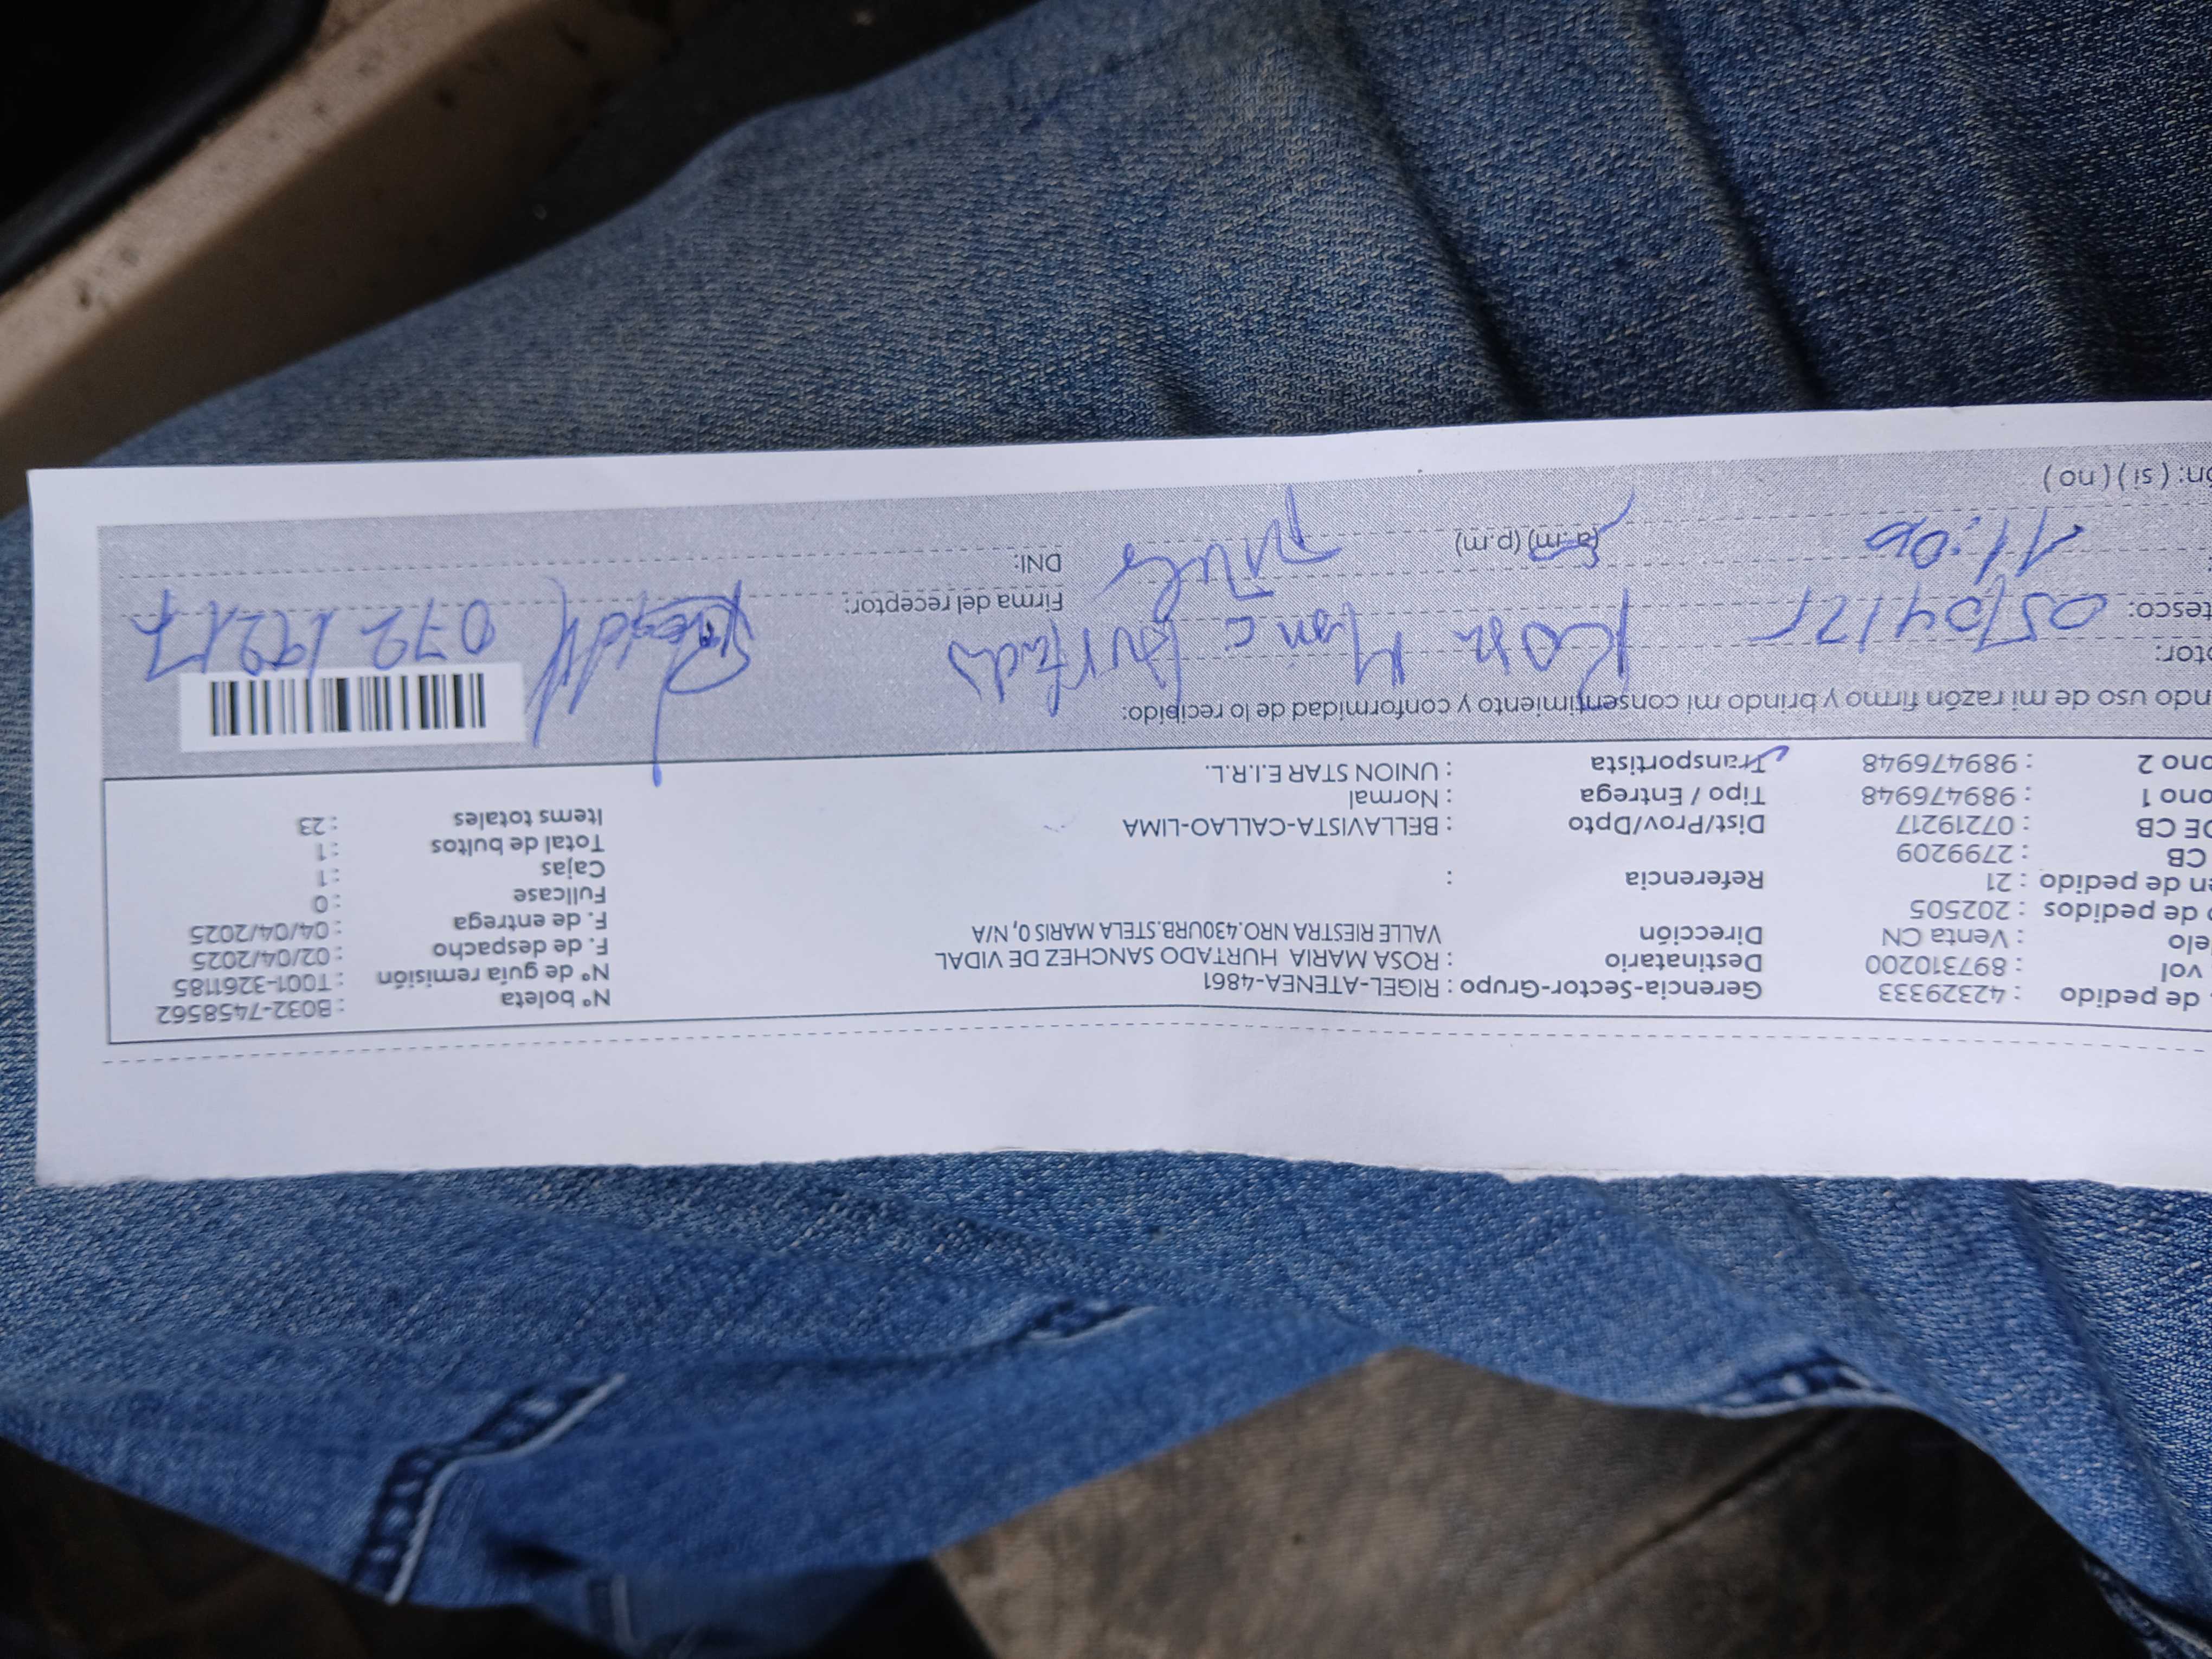 de pedido : 42329333 Gerencia-Sector-Grupo : RIGEL-ATENEA-4861 N° boleta : B032-7458562
vol : 897310200 Destinatario : ROSA MARIA HURTADO SANCHEZ DE VIDAL N° de guía remisión : T001-3261185
elo : Venta CN Dirección VALLE RIESTRA NRO.430URB.STELA MARIS 0, N/A F. de despacho : 02/04/2025
o de pedidos : 202505 F. de entrega : 04/04/2025
en de pedido : 21 Referencia : Fullcase : 0
CB : 2799209 Cajas : 1
DE CB : 07219217 Dist/Prov/Dpto : BELLAVISTA-CALLAO-LIMA Total de bultos : 1
ono 1 : 989476948 Tipo / Entrega : Normal Items totales : 23
ono 2 : 989476948 Transportista : UNION STAR E.I.R.L.
ndo uso de mi razón firmo y brindo mi consentimiento y conformidad de lo recibido:
ptor: Rosa Maria Hurtado 07219217
tesco: 05/04/25 Firma del receptor:
: 11:06 (a.m) (p.m) DNI:
ón: ( si ) ( no )